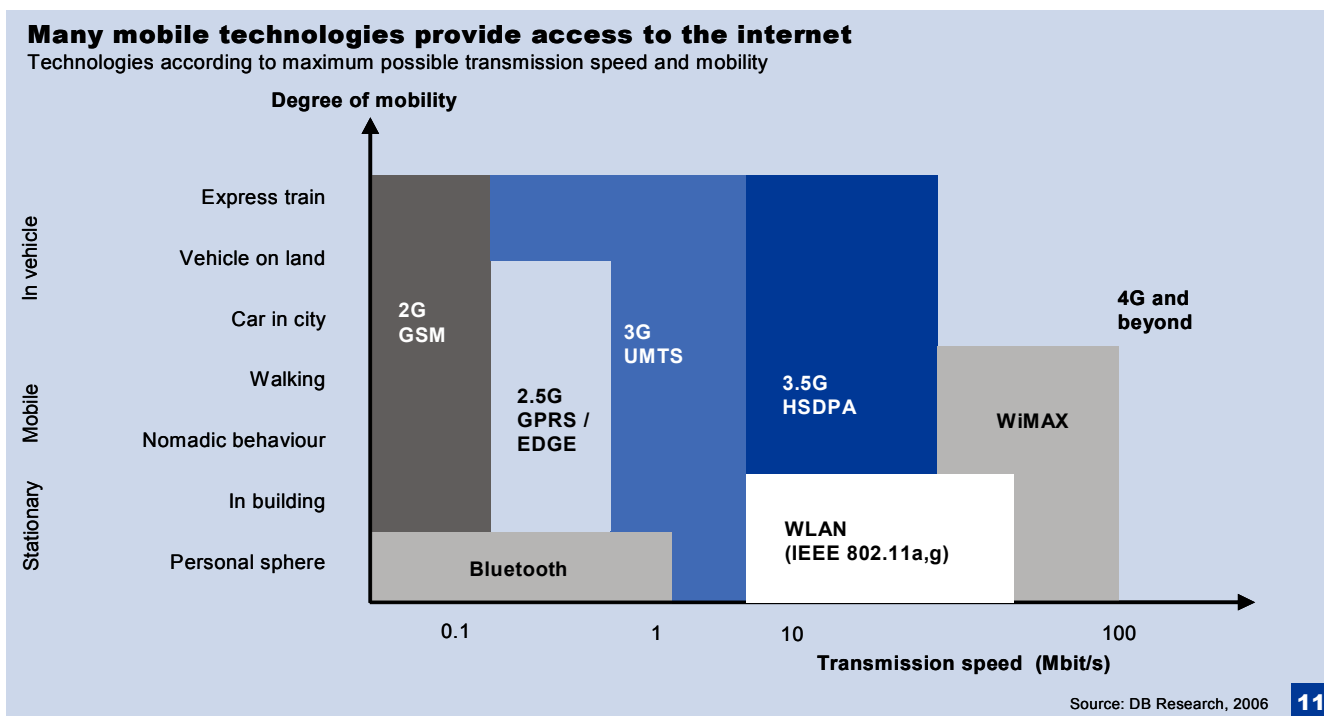 Many mobile technologies provide access to the internet
Technologies according to maximum possible transmission speed and mobility
Degree of mobility
In vehicle
Mobile
Stationary
Express train
Vehicle on land
Car in city
Walking
Nomadic behaviour
In building
Personal sphere
2G
GSM
2.5G
GPRS /
EDGE
3G
UMTS
3.5G
HSDPA
4G and
beyond
WiMAX
WLAN
(IEEE 802.11a,g)
Bluetooth
0.1
1
10
100
Transmission speed (Mbit/s)
Source: DB Research, 2006
11